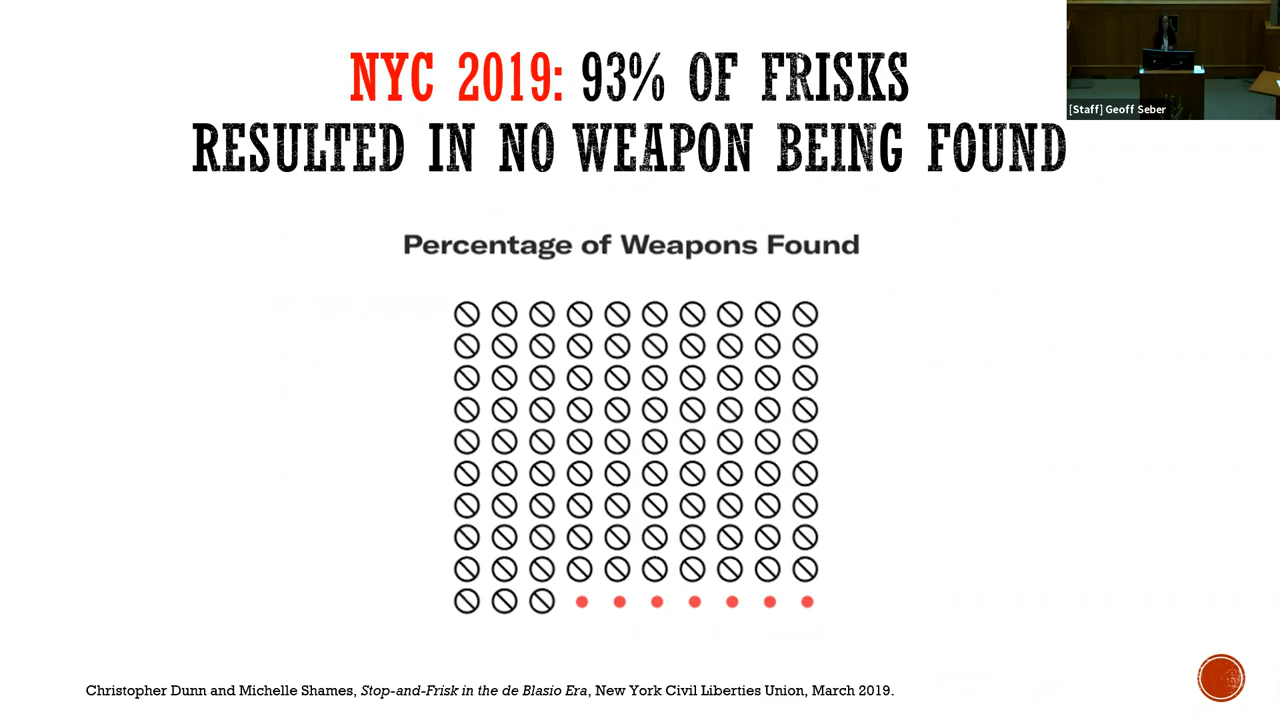 NYC 2019: 93% OF FRISKS
RESULTED IN NO WEAPON BEING FOUND
[Staff] Geoff Seber
Percentage of Weapons Found
Christopher Dunn and Michelle Shames, Stop-and-Frisk in the de Blasio Era, New York Civil Liberties Union, March 2019.